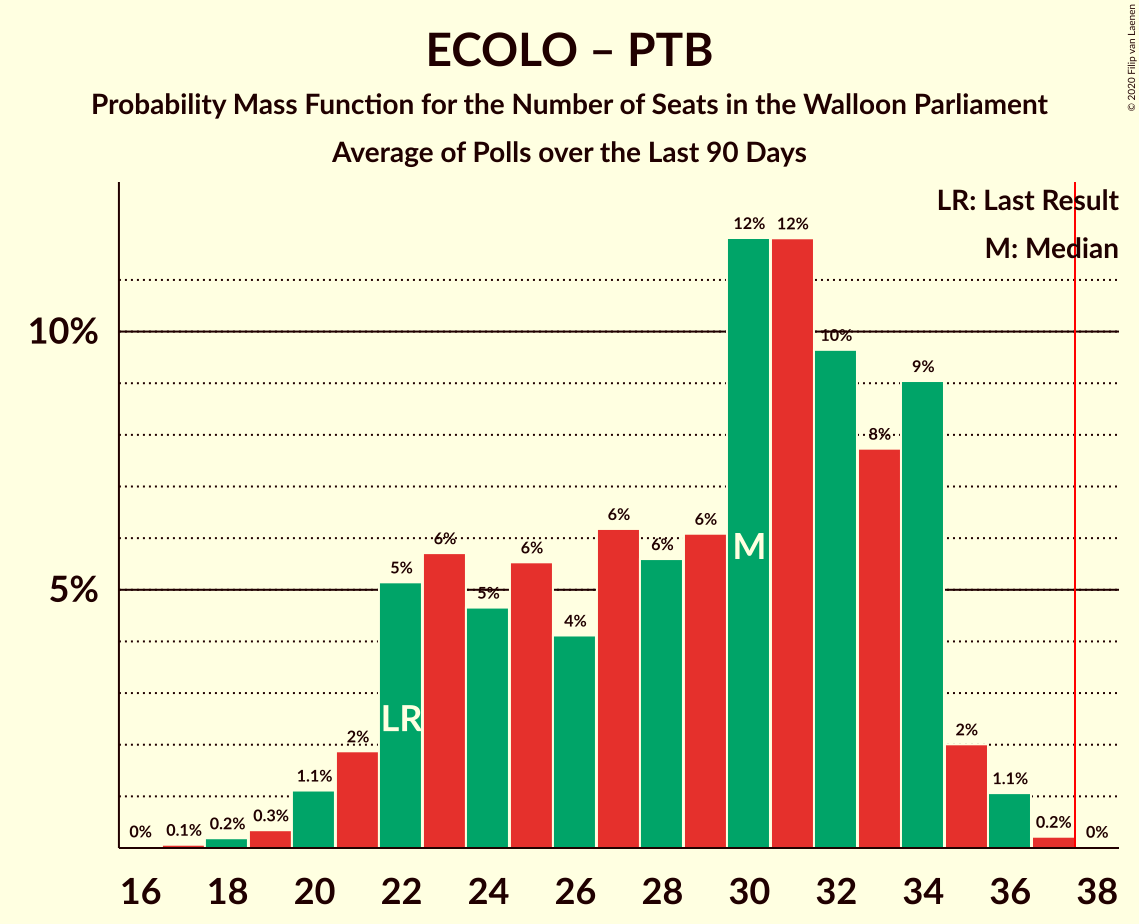 ECOLO – PTB
Probability Mass Function for the Number of Seats in the Walloon Parliament
Average of Polls over the Last 90 Days
© 2020 Filip van Laenen
LR: Last Result
M: Median
10%
5%
0% 0.1% 0.2% 0.3% 1.1% 2% 5% 6% 5% 6% 4% 6% 6% 6% 12% 12% 10% 8% 9% 2% 1.1% 0.2% 0%
LR
M
16 18 20 22 24 26 28 30 32 34 36 38